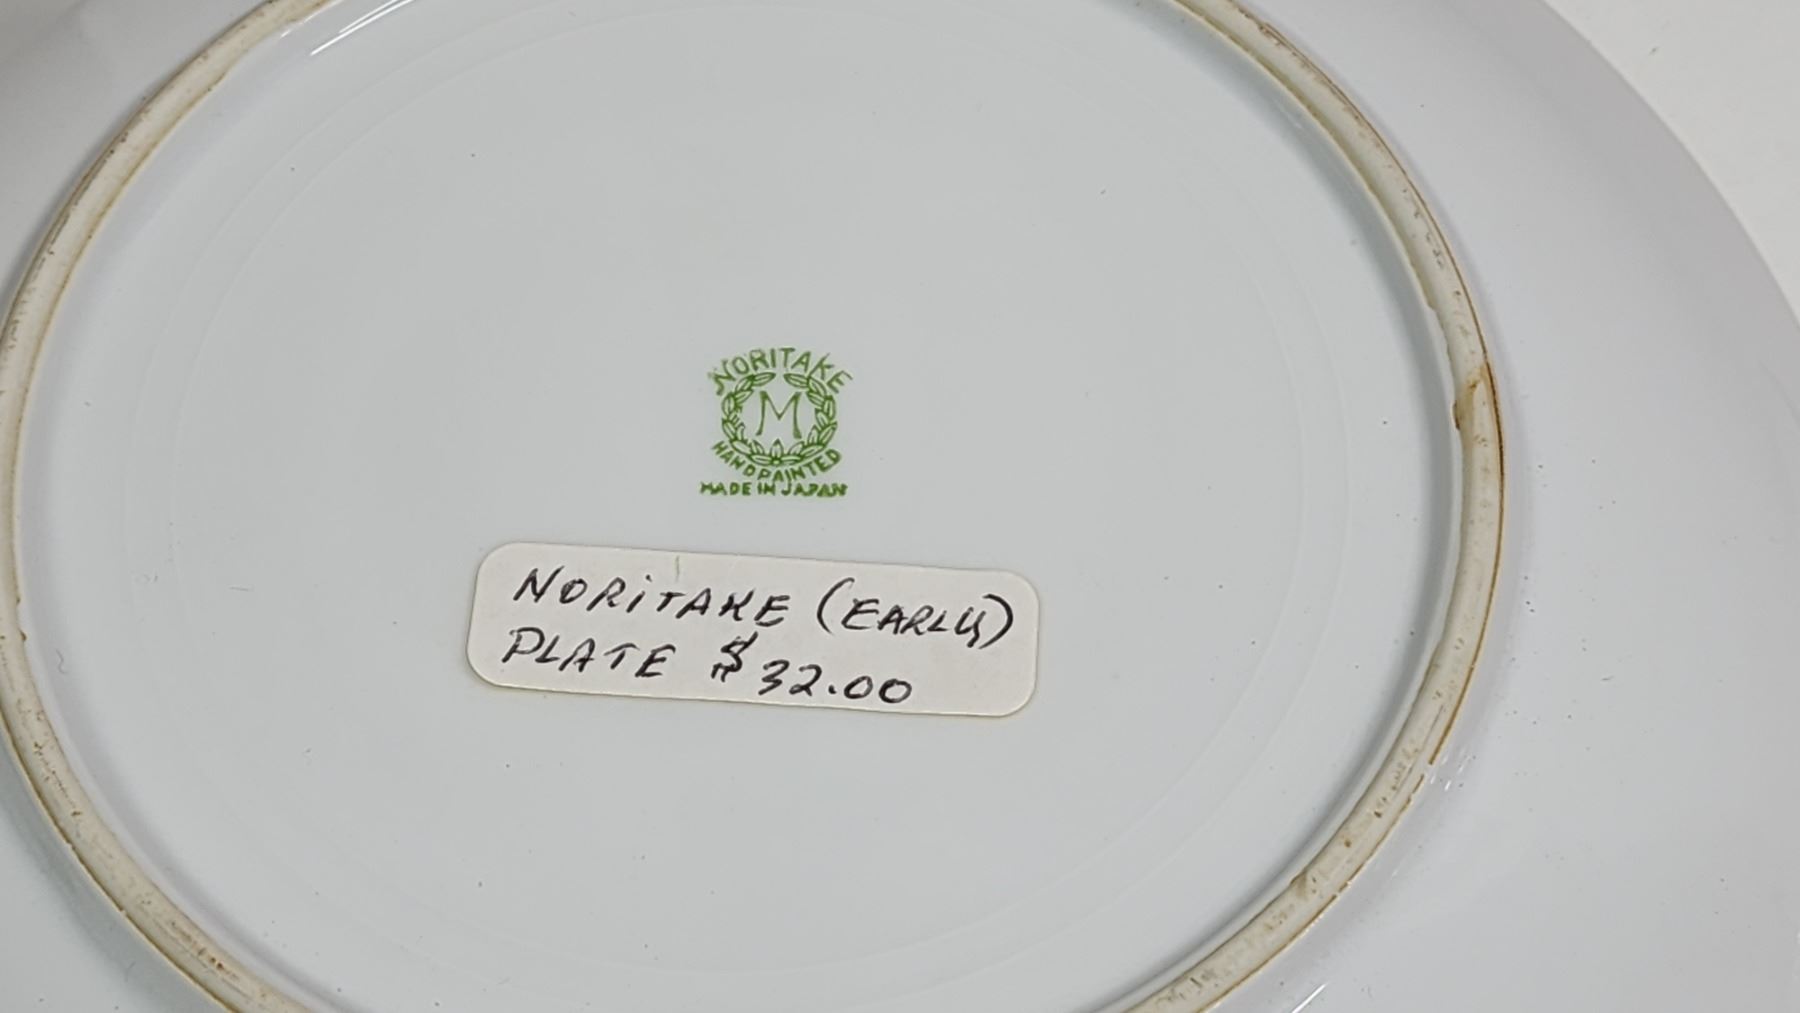 NORITAKE
M
HANDPAINTED
MADE IN JAPAN
NORiTAKE (EARLY)
PLATE $32.00